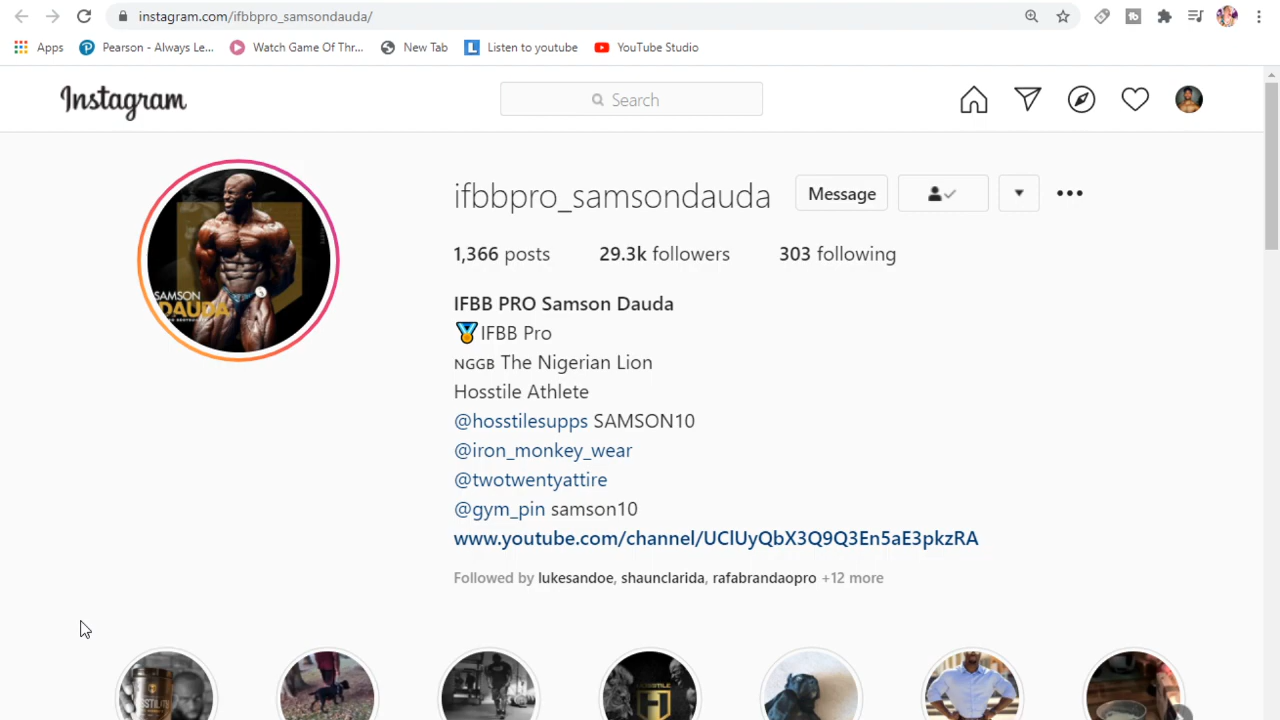 instagram.com/ifbbpro_samsondauda/
Apps Pearson - Always Le... Watch Game Of Thr... New Tab Listen to youtube YouTube Studio
Instagram Search
ifbbpro_samsondauda Message
1,366 posts 29.3k followers 303 following
IFBB PRO Samson Dauda
🏅IFBB Pro
ɴɢɢʙ The Nigerian Lion
Hosstile Athlete
@hosstilesupps SAMSON10
@iron_monkey_wear
@twotwentyattire
@gym_pin samson10
www.youtube.com/channel/UClUyQbX3Q9Q3En5aE3pkzRA
Followed by lukesandoe, shaunclarida, rafabrandaopro +12 more
SAMSON
DAUDA
HOSSTILE